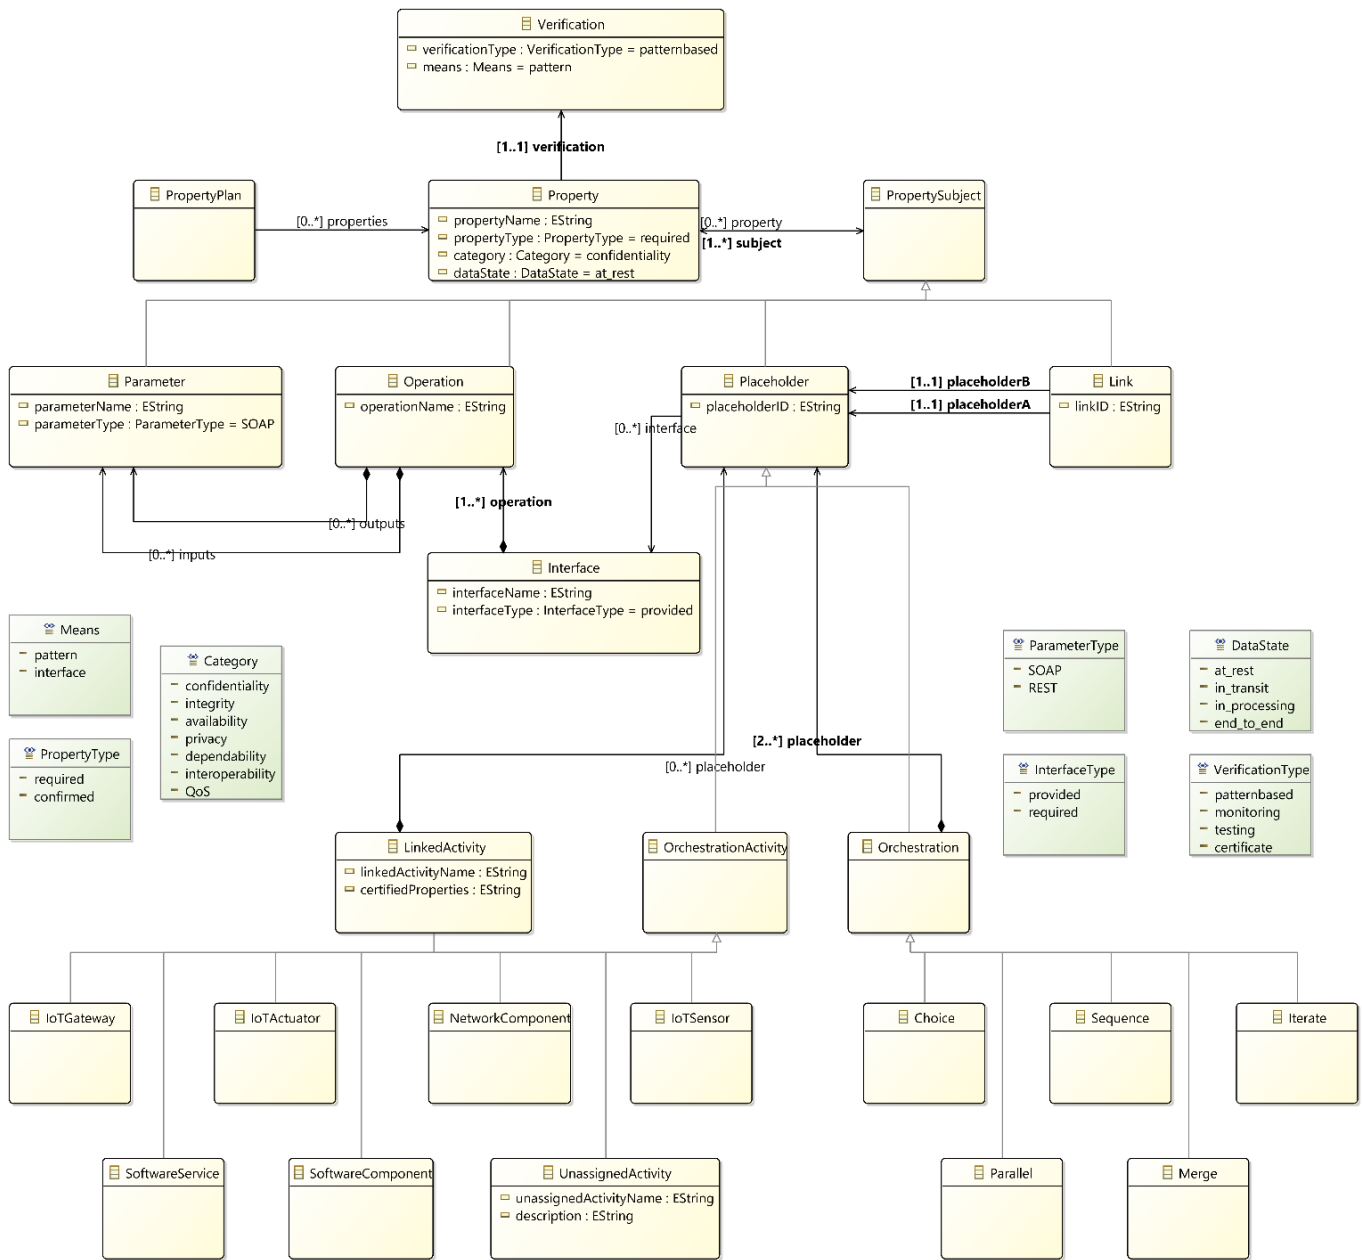 Verification
verificationType : VerificationType = patternbased
means : Means = pattern
[1..1] verification
PropertyPlan
[0..*] properties
Property
propertyName : EString
propertyType : PropertyType = required
category : Category = confidentiality
dataState : DataState = at_rest
[0..*] property
[1..*] subject
PropertySubject
Parameter
parameterName : EString
parameterType : ParameterType = SOAP
Operation
operationName : EString
Placeholder
placeholderID : EString
[1..1] placeholderB
[1..1] placeholderA
Link
linkID : EString
[0..*] interface
[1..*] operation
[0..*] outputs
[0..*] inputs
Interface
interfaceName : EString
interfaceType : InterfaceType = provided
Means
pattern
interface
Category
confidentiality
integrity
availability
privacy
dependability
interoperability
QoS
PropertyType
required
confirmed
ParameterType
SOAP
REST
DataState
at_rest
in_transit
in_processing
end_to_end
InterfaceType
provided
required
VerificationType
patternbased
monitoring
testing
certificate
[2..*] placeholder
[0..*] placeholder
LinkedActivity
linkedActivityName : EString
certifiedProperties : EString
OrchestrationActivity
Orchestration
IoTGateway
IoTActuator
NetworkComponent
IoTSensor
Choice
Sequence
Iterate
SoftwareService
SoftwareComponent
UnassignedActivity
unassignedActivityName : EString
description : EString
Parallel
Merge